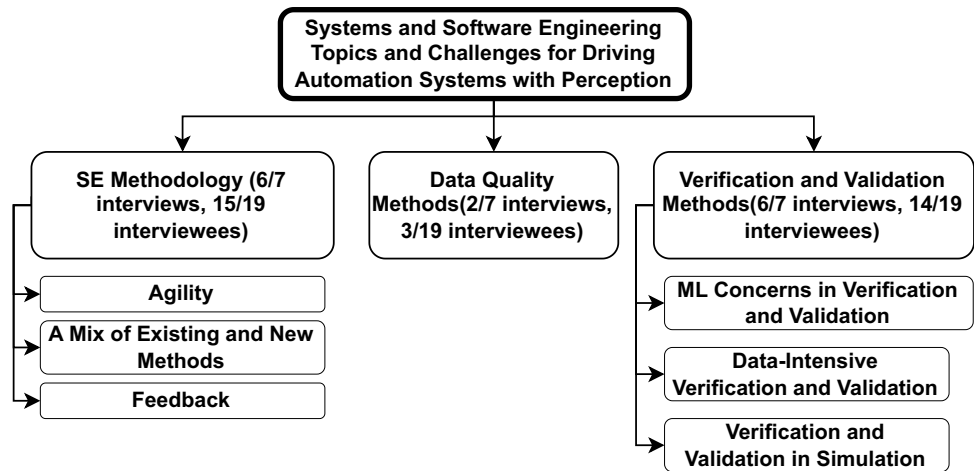 Systems and Software Engineering
Topics and Challenges for Driving
Automation Systems with Perception
SE Methodology (6/7
interviews, 15/19
interviewees)
Agility
A Mix of Existing and New
Methods
Feedback
Data Quality
Methods(2/7 interviews,
3/19 interviewees)
Verification and Validation
Methods(6/7 interviews, 14/19
interviewees)
ML Concerns in Verification
and Validation
Data-Intensive
Verification and Validation
Verification and
Validation in Simulation